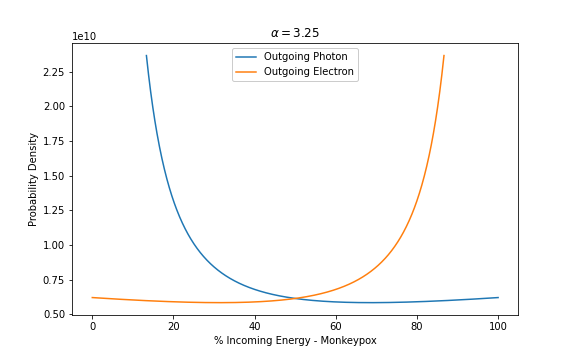 α = 3.25
1e10
Outgoing Photon
Outgoing Electron
2.25
2.00
1.75
1.50
1.25
1.00
0.75
0.50
Probability Density
0
20
40
60
80
100
% Incoming Energy - Monkeypox